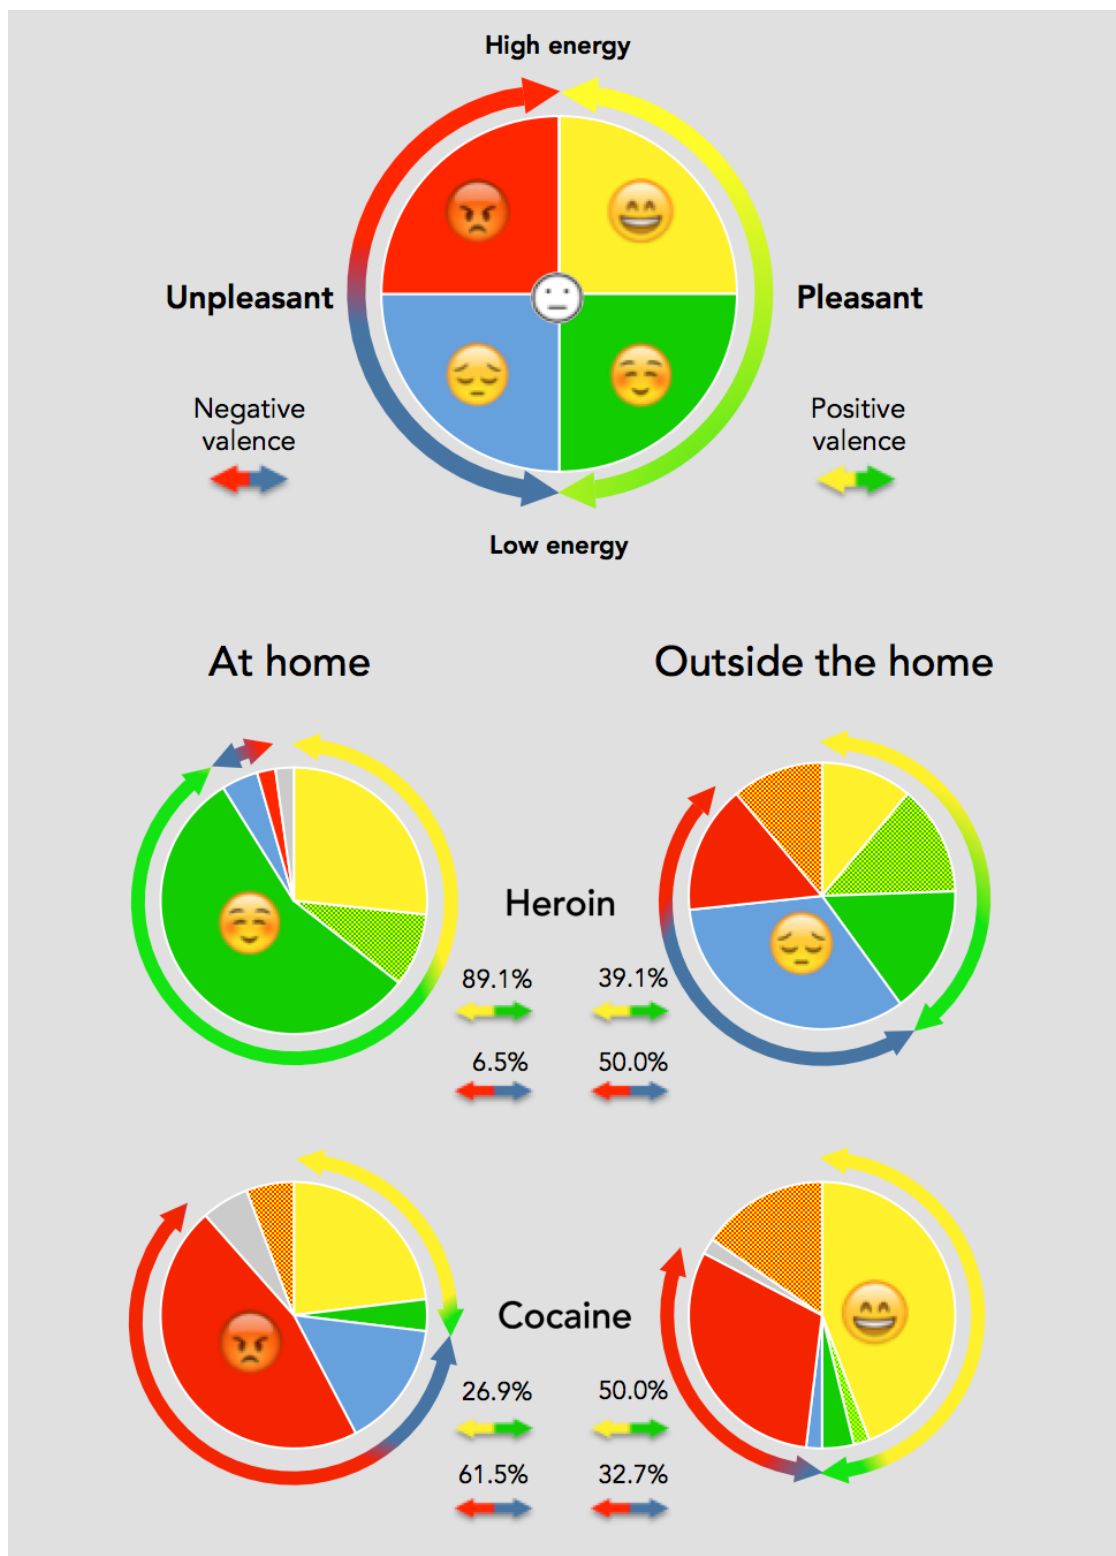 High energy
Unpleasant
Pleasant
Negative
valence
Positive
valence
Low energy
At home
Outside the home
Heroin
89.1%
39.1%
6.5%
50.0%
Cocaine
26.9%
50.0%
61.5%
32.7%